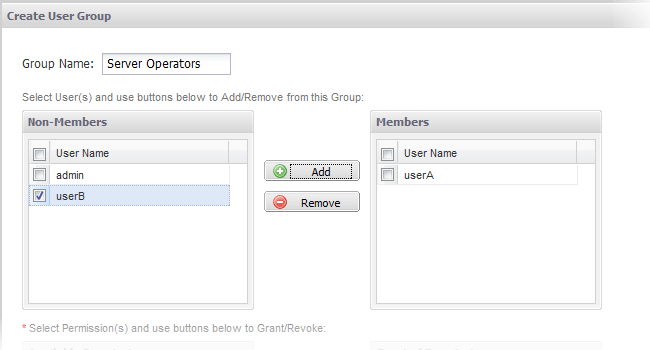 Create User Group
Group Name: Server Operators
Select User(s) and use buttons below to Add/Remove from this Group:
Non-Members
User Name
admin
userB
Add
Remove
Members
User Name
userA
* Select Permission(s) and use buttons below to Grant/Revoke: